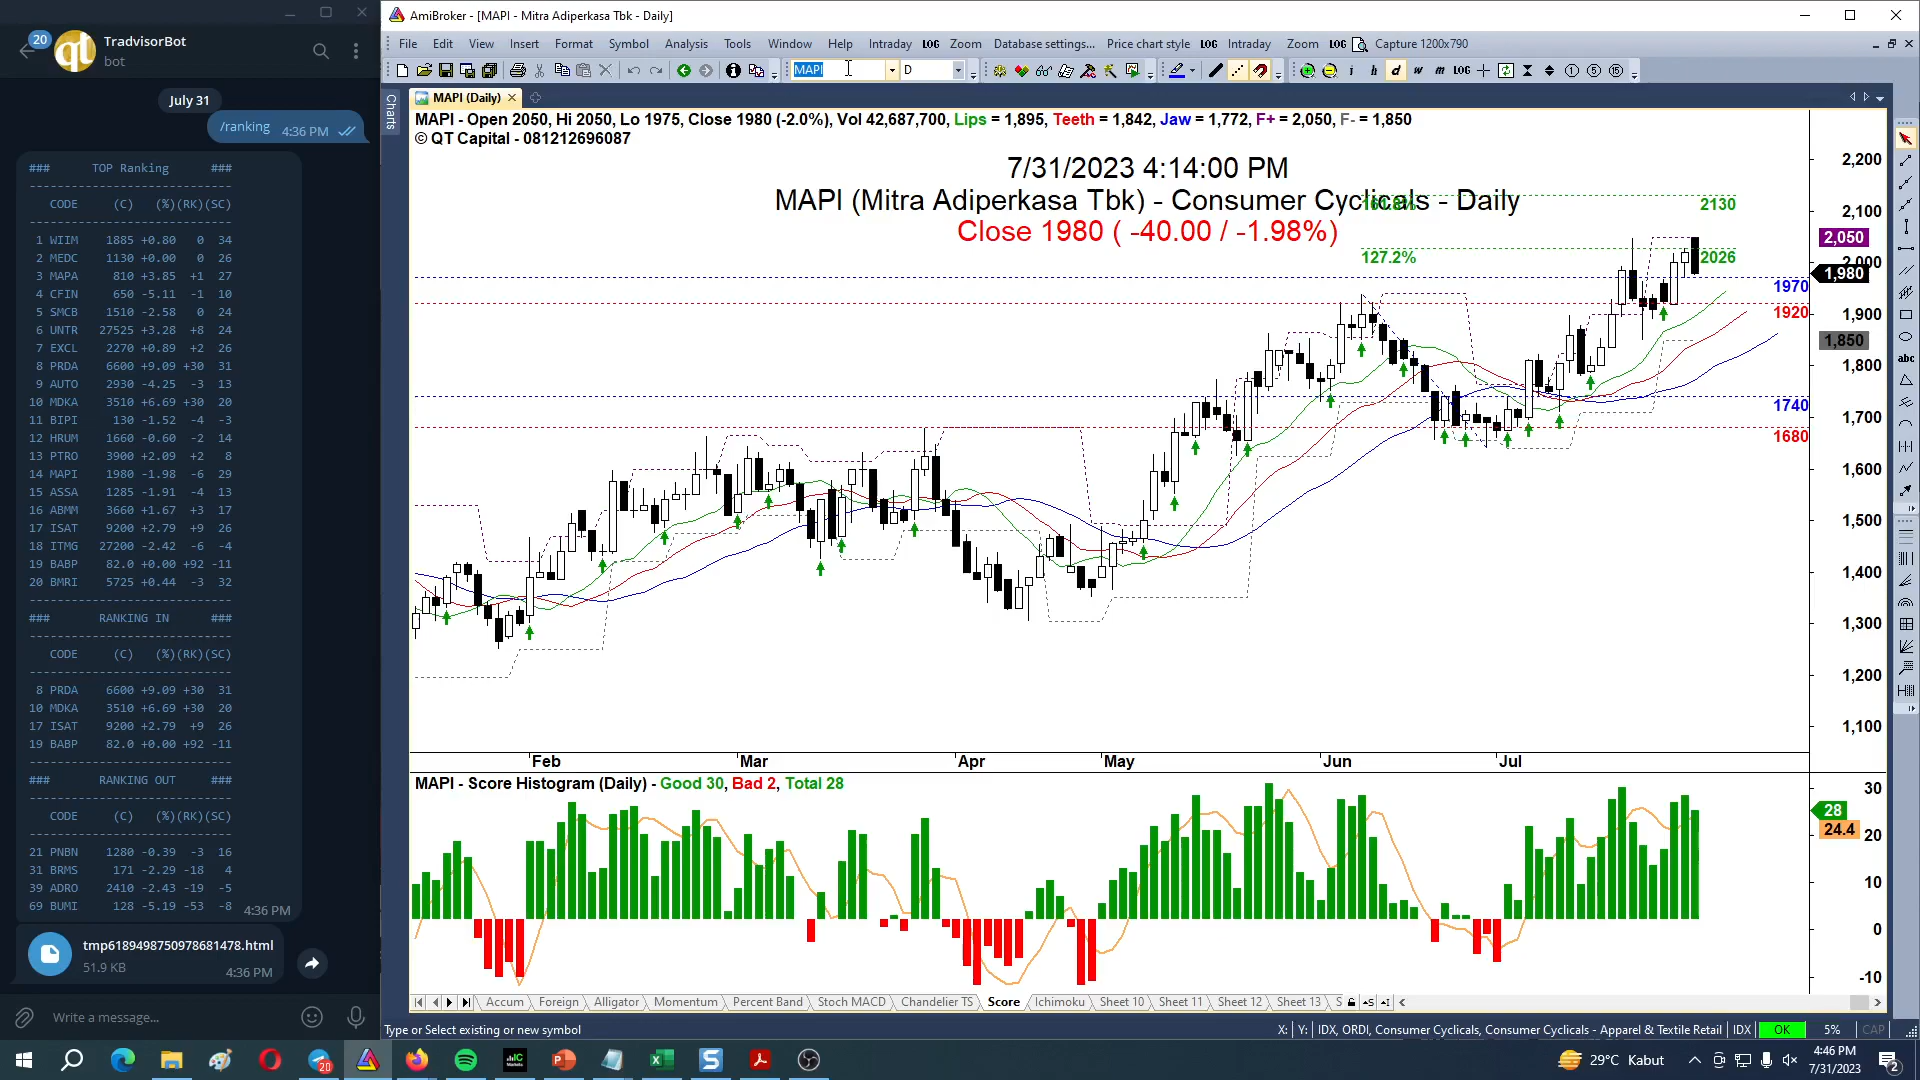 20
TradvisorBot
bot
July 31
/ranking 4:36 PM
### TOP Ranking ###
CODE (C) (%)(RK)(SC)
1 WIIM 1885 +0.80 0 34
2 MEDC 1130 +0.00 0 26
3 MAPA 810 +3.85 +1 27
4 CFIN 650 -5.11 -1 10
5 SMCB 1510 -2.58 0 24
6 UNTR 27525 +3.28 +8 24
7 EXCL 2270 +0.89 +2 26
8 PRDA 6600 +9.09 +30 31
9 AUTO 2930 -4.25 -3 13
10 MDKA 3510 +6.69 +30 20
11 BIPI 130 -1.52 -4 -3
12 HRUM 1660 -0.60 -2 14
13 PTRO 3900 +2.09 +2 8
14 MAPI 1980 -1.98 -6 29
15 ASSA 1285 -1.91 -4 13
16 ABMM 3660 +1.67 +3 17
17 ISAT 9200 +2.79 +9 26
18 ITMG 27200 -2.42 -6 -4
19 BABP 82.0 +0.00 +92 -11
20 BMRI 5725 +0.44 -3 32
### RANKING IN ###
CODE (C) (%)(RK)(SC)
8 PRDA 6600 +9.09 +30 31
10 MDKA 3510 +6.69 +30 20
17 ISAT 9200 +2.79 +9 26
19 BABP 82.0 +0.00 +92 -11
### RANKING OUT ###
CODE (C) (%)(RK)(SC)
21 PNBN 1280 -0.39 -3 16
31 BRMS 171 -2.29 -18 4
39 ADRO 2410 -2.43 -19 -5
69 BUMI 128 -5.19 -53 -8
4:36 PM
tmp6189498750978681478.html
51.9 KB 4:36 PM
Write a message...
AmiBroker - [MAPI - Mitra Adiperkasa Tbk - Daily]
File Edit View Insert Format Symbol Analysis Tools Window Help Intraday LOG Zoom Database settings... Price chart style LOG Intraday Zoom LOG Capture 1200x790
MAPI D i h d w m LOG 1 5 15
Charts
MAPI (Daily)
MAPI - Open 2050, Hi 2050, Lo 1975, Close 1980 (-2.0%), Vol 42,687,700, Lips = 1,895, Teeth = 1,842, Jaw = 1,772, F+ = 2,050, F- = 1,850
© QT Capital - 081212696087
7/31/2023 4:14:00 PM
MAPI (Mitra Adiperkasa Tbk) - Consumer Cyclicals - Daily
Close 1980 ( -40.00 / -1.98%)
161.8% 2130
127.2% 2026
1970
1920
1740
1680
2,200
2,100
2,050
2,000
1,980
1,900
1,850
1,800
1,700
1,600
1,500
1,400
1,300
1,200
1,100
abc
Feb Mar Apr May Jun Jul
MAPI - Score Histogram (Daily) - Good 30, Bad 2, Total 28
30
28
24.4
20
10
0
-10
Accum Foreign Alligator Momentum Percent Band Stoch MACD Chandelier TS Score Ichimoku Sheet 10 Sheet 11 Sheet 12 Sheet 13 S
Type or Select existing or new symbol
X: Y: IDX, ORDI, Consumer Cyclicals, Consumer Cyclicals - Apparel & Textile Retail IDX OK 5% CAP
20
29°C Kabut
4:46 PM
7/31/2023
2